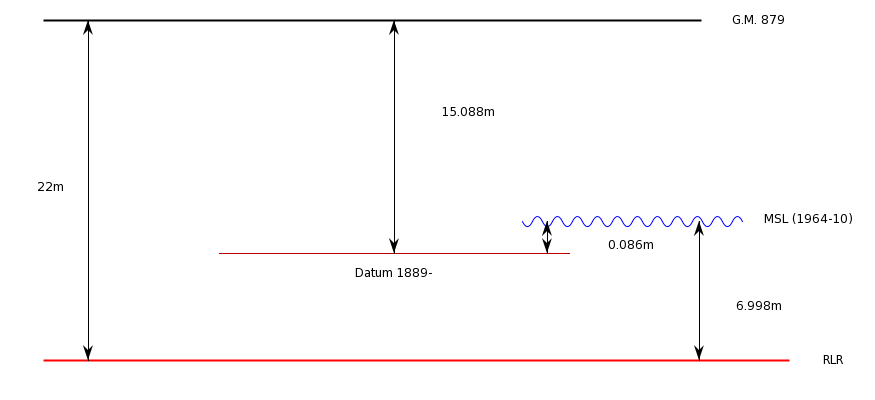 G.M. 879
15.088m
22m
MSL (1964-10)
0.086m
Datum 1889-
6.998m
RLR